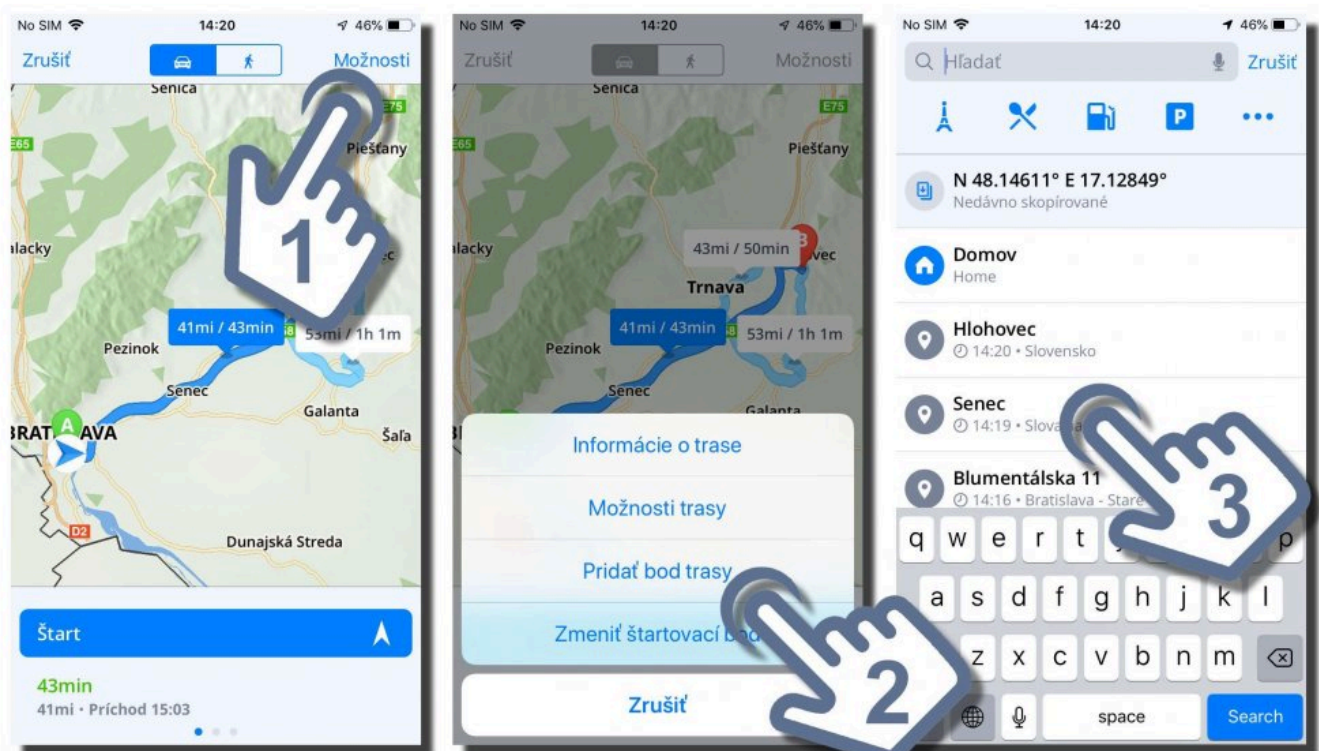 No SIM 14:20 46%
Zrušiť Možnosti
Senica
E75
E65
Piešťany
alacky
ec
1
41mi / 43min
53mi / 1h 1m
Pezinok
Senec
Galanta
A
BRAT AVA
Šaľa
D2
Dunajská Streda
Štart
43min
41mi · Príchod 15:03
No SIM 14:20 46%
Zrušiť Možnosti
Senica
E75
E65
Piešťany
alacky
43mi / 50min
B
vec
Trnava
41mi / 43min
53mi / 1h 1m
Pezinok
Senec
Galanta
Informácie o trase
Možnosti trasy
Pridať bod trasy
Zmeniť štartovací bod
Zrušiť
2
No SIM 14:20 46%
Hľadať Zrušiť
P
N 48.14611° E 17.12849°
Nedávno skopírované
Domov
Home
Hlohovec
14:20 • Slovensko
Senec
14:19 •
Blumentálska 11
14:16 • Bratislava - Staré
3
q w e r t p
a s d f g h j k l
z x c v b n m
space Search